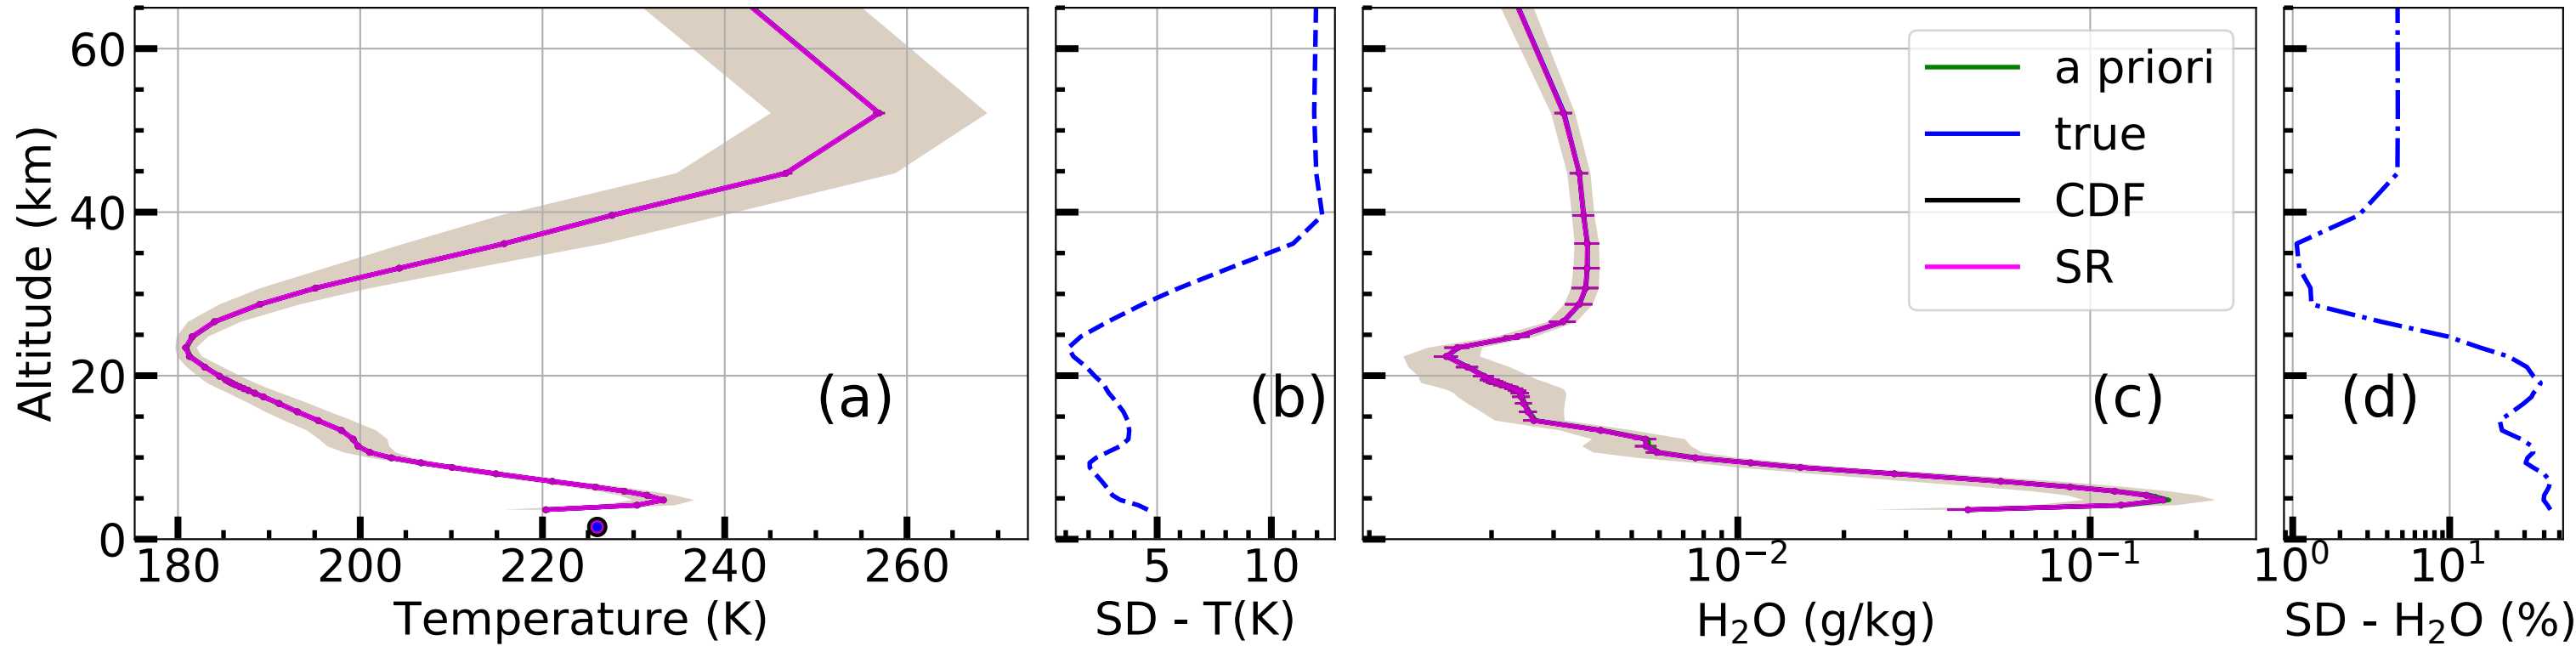 60
40
20
0
Altitude (km)
180 200 220 240 260
Temperature (K)
(a)
5 10
SD - T(K)
(b)
10⁻² 10⁻¹
H₂O (g/kg)
(c)
a priori
true
CDF
SR
10⁰ 10¹
SD - H₂O (%)
(d)